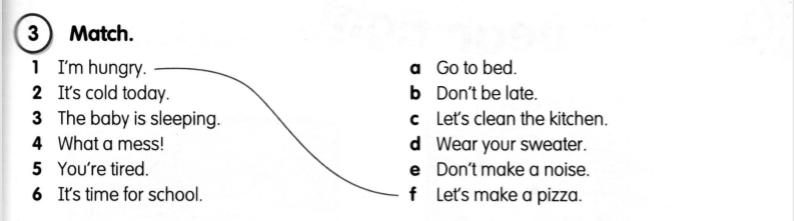 3 Match.
1 I'm hungry.
a Go to bed.
2 It's cold today.
b Don't be late.
3 The baby is sleeping.
c Let's clean the kitchen.
4 What a mess!
d Wear your sweater.
5 You're tired.
e Don't make a noise.
6 It's time for school.
f Let's make a pizza.